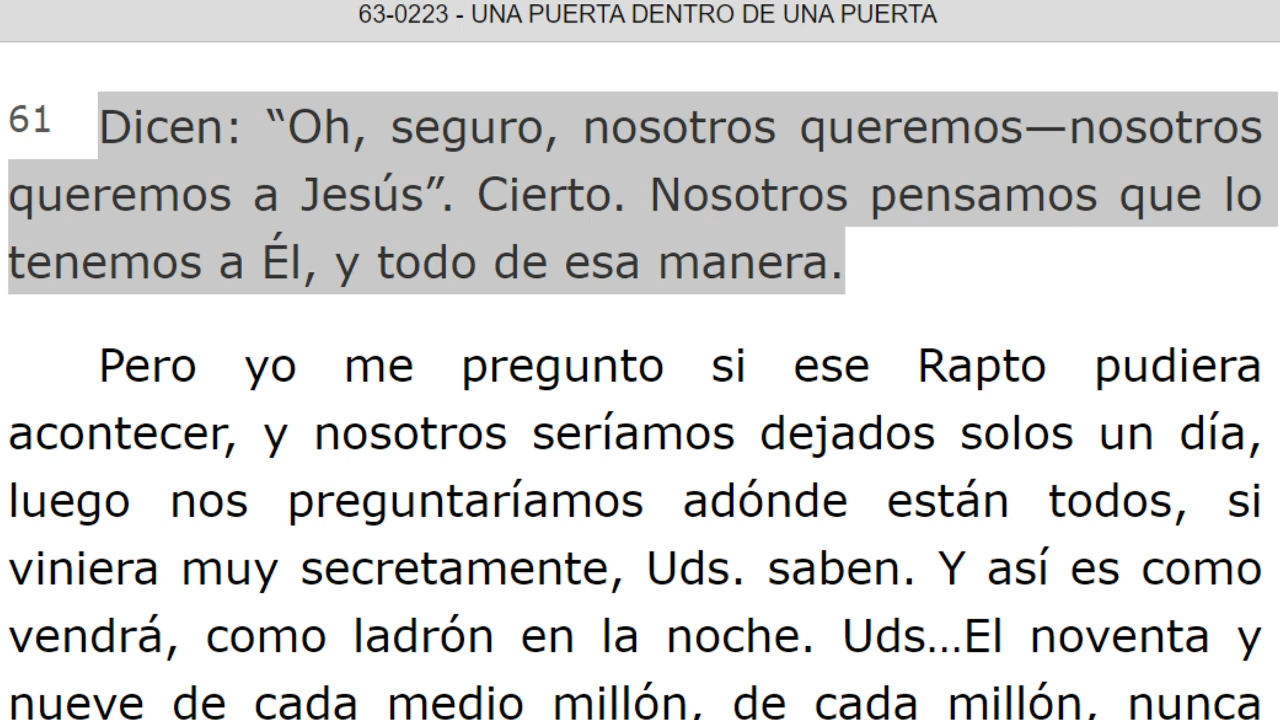 63-0223 - UNA PUERTA DENTRO DE UNA PUERTA
61 Dicen: “Oh, seguro, nosotros queremos—nosotros
queremos a Jesús”. Cierto. Nosotros pensamos que lo
tenemos a Él, y todo de esa manera.
Pero yo me pregunto si ese Rapto pudiera
acontecer, y nosotros seríamos dejados solos un día,
luego nos preguntaríamos adónde están todos, si
viniera muy secretamente, Uds. saben. Y así es como
vendrá, como ladrón en la noche. Uds...El noventa y
nueve de cada medio millón, de cada millón, nunca